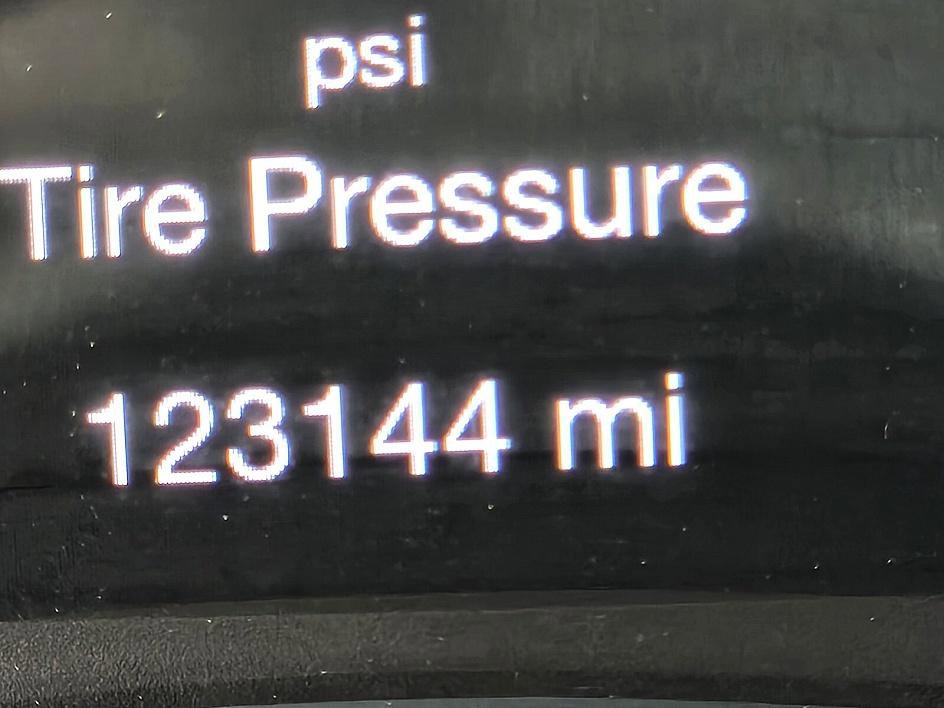 psi
Tire Pressure
123144 mi